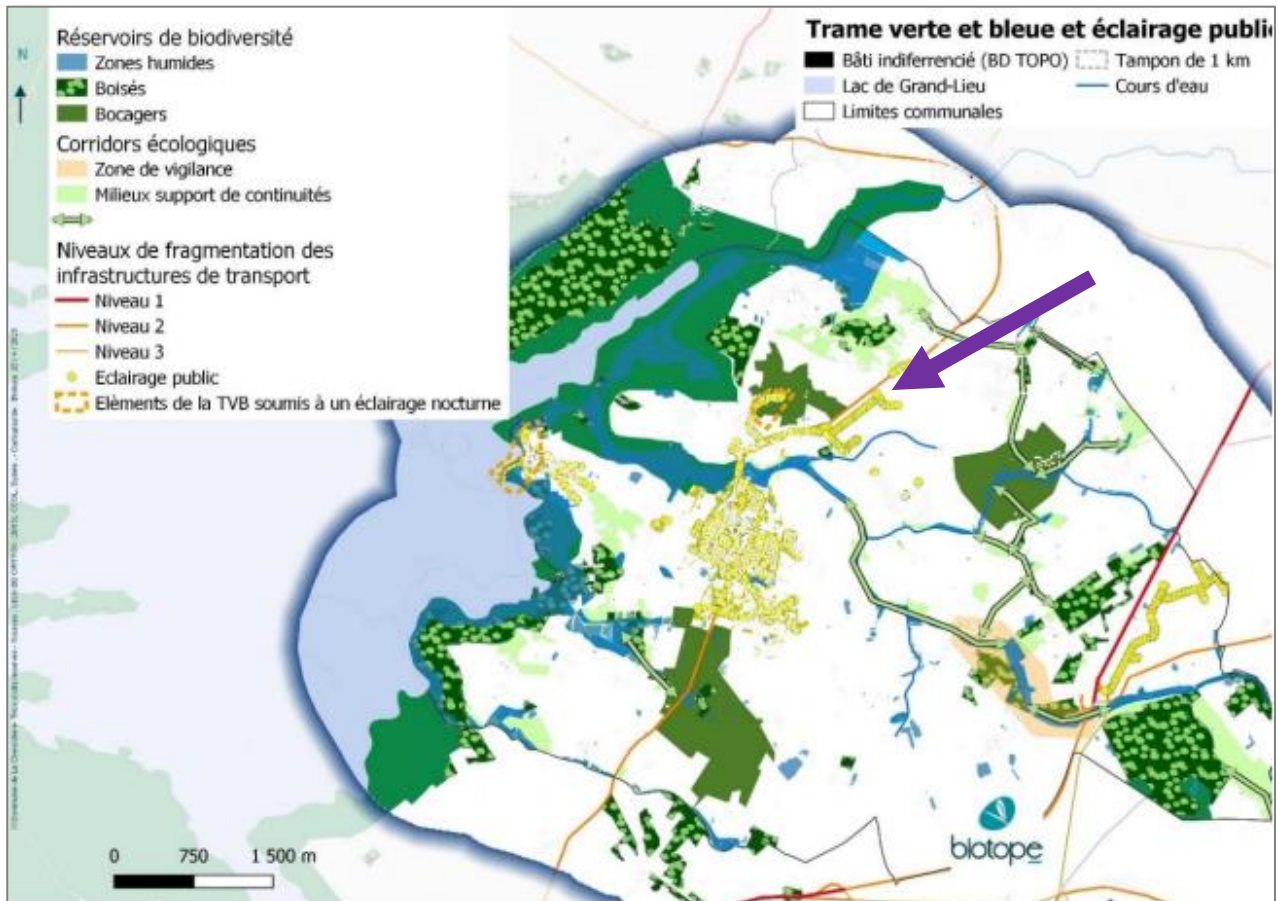 Réservoirs de biodiversité
Zones humides
Boisés
Bocagers
Corridors écologiques
Zone de vigilance
Milieux support de continuités
Niveaux de fragmentation des
infrastructures de transport
Niveau 1
Niveau 2
Niveau 3
Eclairage public
Elèments de la TVB soumis à un éclairage nocturne
N
Trame verte et bleue et éclairage public
Bâti indiferrencié (BD TOPO)
Tampon de 1 km
Lac de Grand-Lieu
Cours d'eau
Limites communales
0 750 1 500 m
biotope